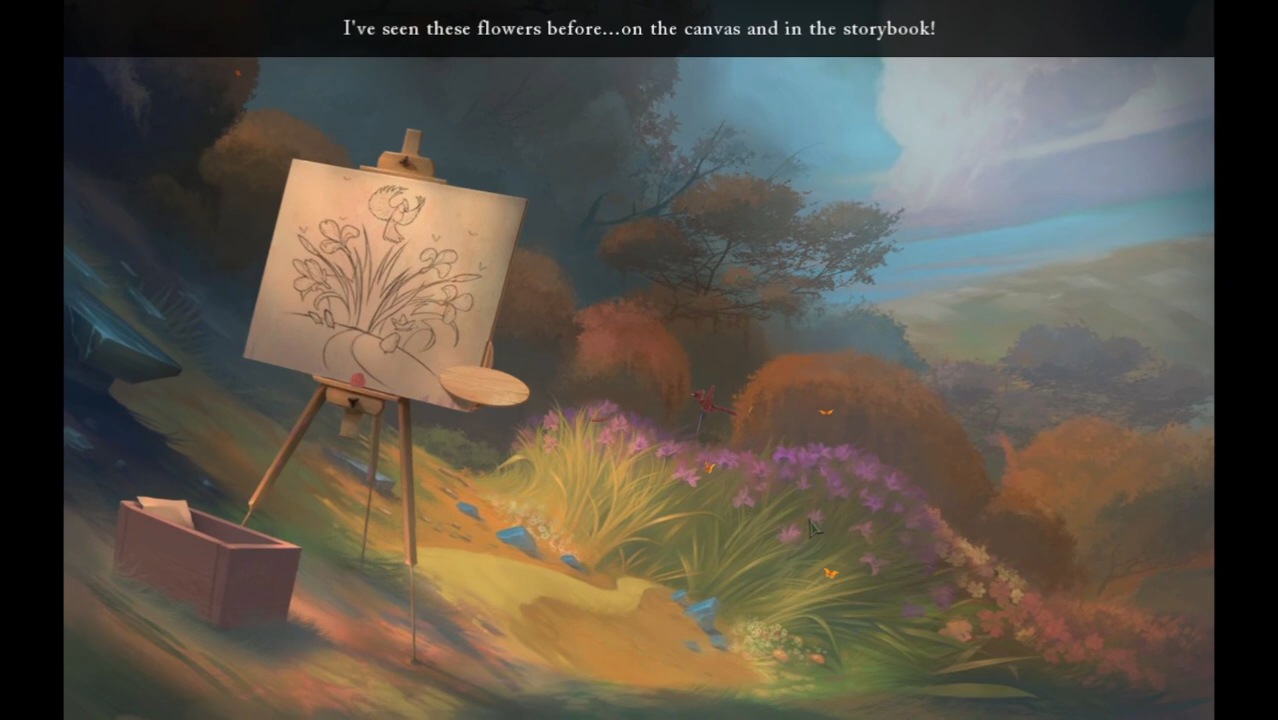 I've seen these flowers before...on the canvas and in the storybook!